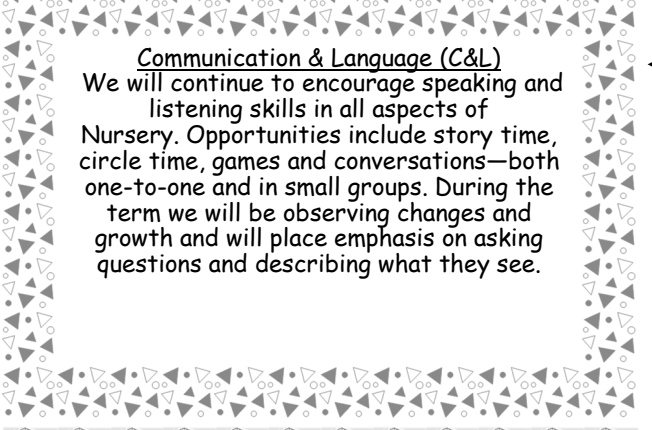 Communication & Language (C&L)
We will continue to encourage speaking and
listening skills in all aspects of
Nursery. Opportunities include story time,
circle time, games and conversations—both
one-to-one and in small groups. During the
term we will be observing changes and
growth and will place emphasis on asking
questions and describing what they see.